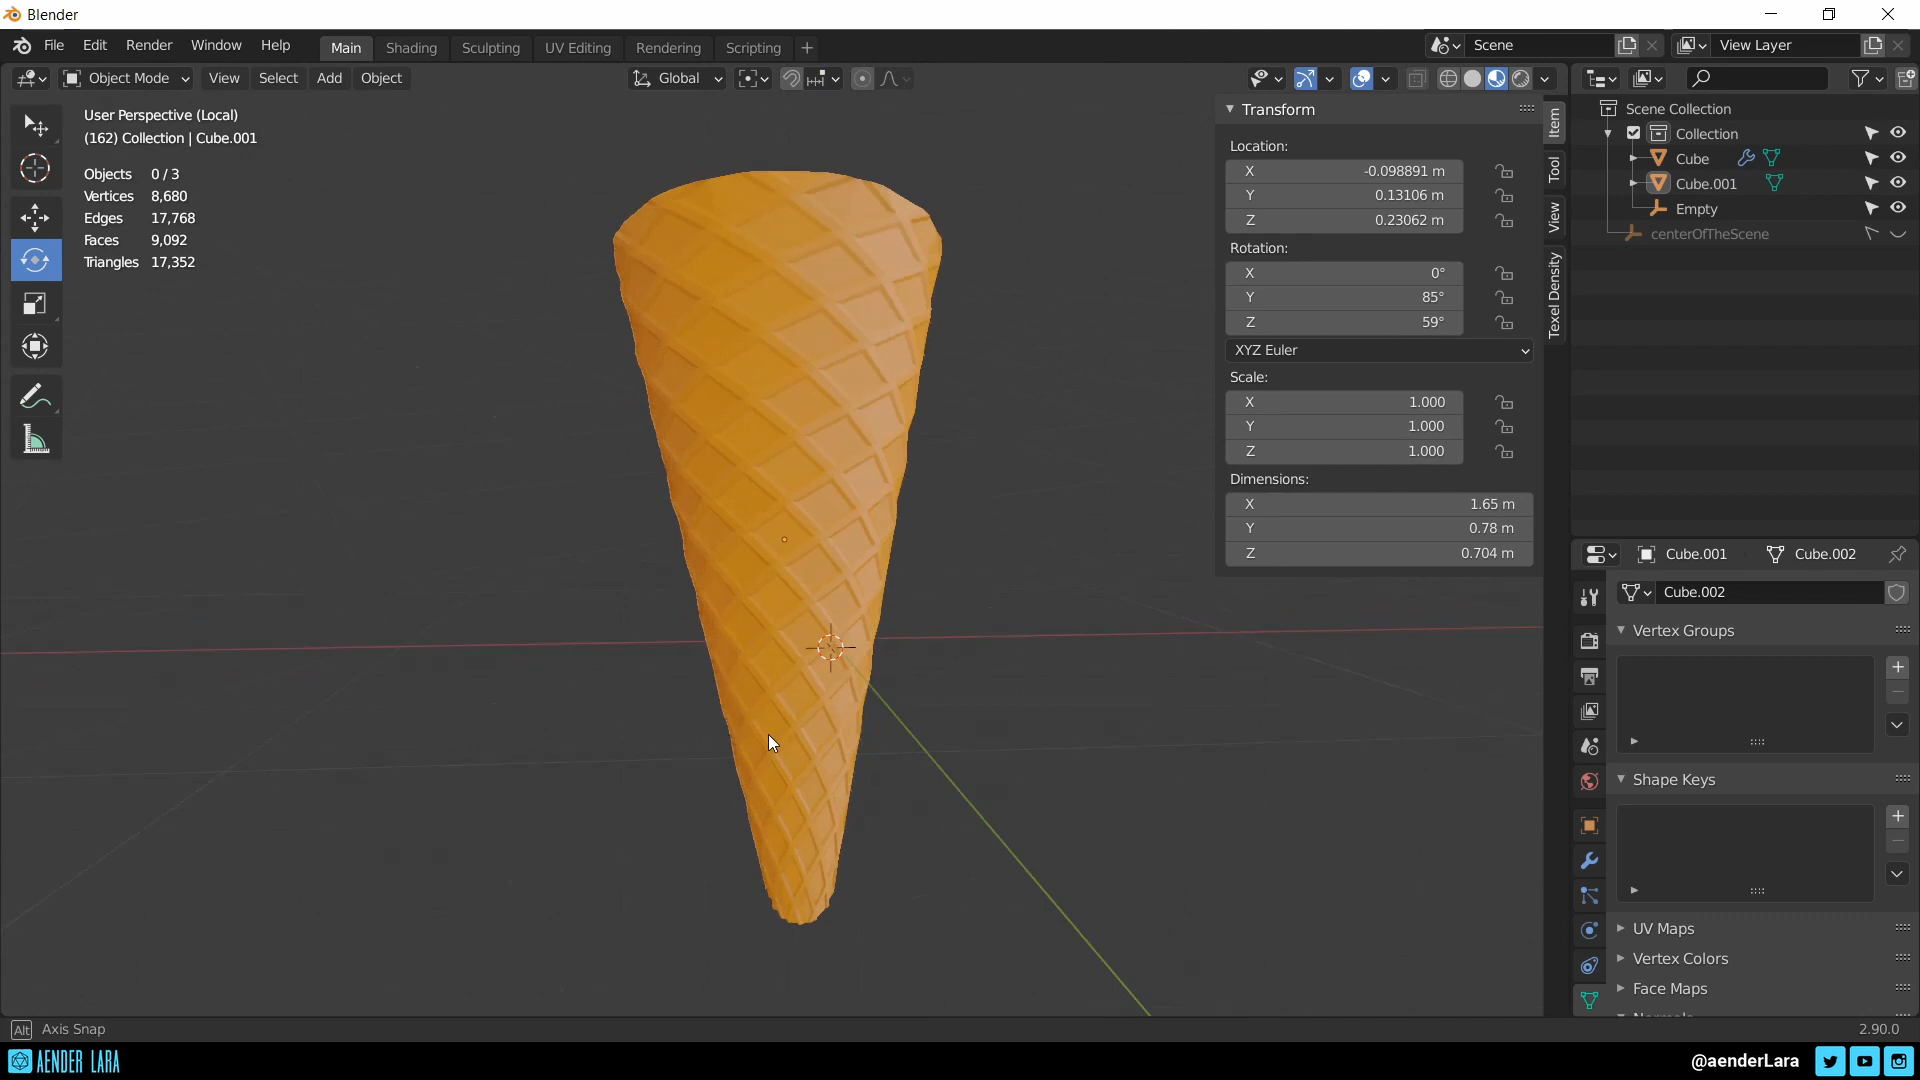 Blender
File Edit Render Window Help Main Shading Sculpting UV Editing Rendering Scripting + Scene View Layer
Object Mode View Select Add Object Global
User Perspective (Local)
(162) Collection | Cube.001
Objects 0 / 3
Vertices 8,680
Edges 17,768
Faces 9,092
Triangles 17,352
Transform
Location:
X -0.098891 m
Y 0.13106 m
Z 0.23062 m
Rotation:
X 0°
Y 85°
Z 59°
XYZ Euler
Scale:
X 1.000
Y 1.000
Z 1.000
Dimensions:
X 1.65 m
Y 0.78 m
Z 0.704 m
Item
Tool
View
Texel Density
Scene Collection
Collection
Cube
Cube.001
Empty
centerOfTheScene
Cube.001 Cube.002
Cube.002
Vertex Groups
Shape Keys
UV Maps
Vertex Colors
Face Maps
Alt Axis Snap
2.90.0
AENDER LARA
@aenderLara